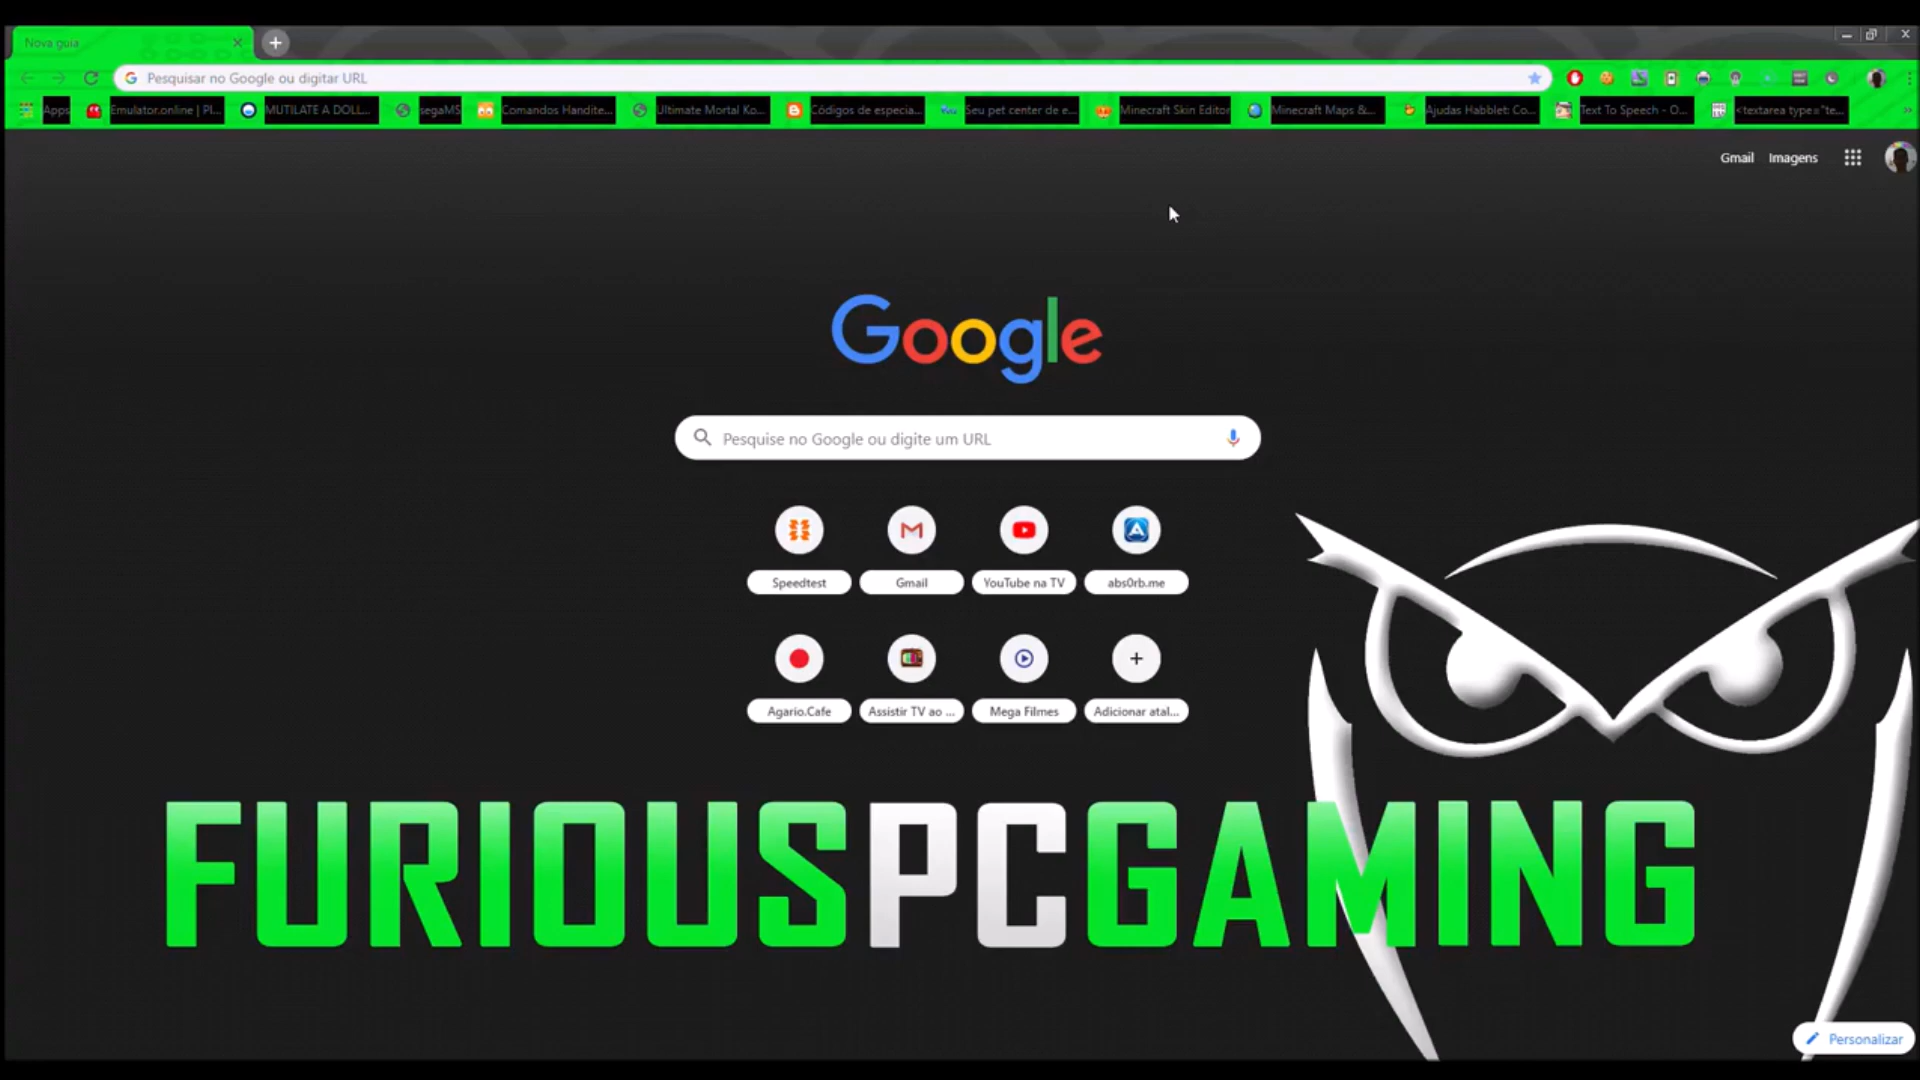 Nova guia
Pesquisar no Google ou digitar URL
Apps Emulator.online | Pl... MUTILATE A DOLL... segaMS Comandos Handite... Ultimate Mortal Ko... Códigos de especia... Seu pet center de e... Minecraft Skin Editor Minecraft Maps &... Ajudas Habblet: Co... Text To Speech - O... <textarea type="te...
Gmail Imagens
Google
Pesquise no Google ou digite um URL
Speedtest Gmail YouTube na TV abs0rb.me
Agario.Cafe Assistir TV ao ... Mega Filmes Adicionar atal...
FURIOUSPCGAMING
Personalizar